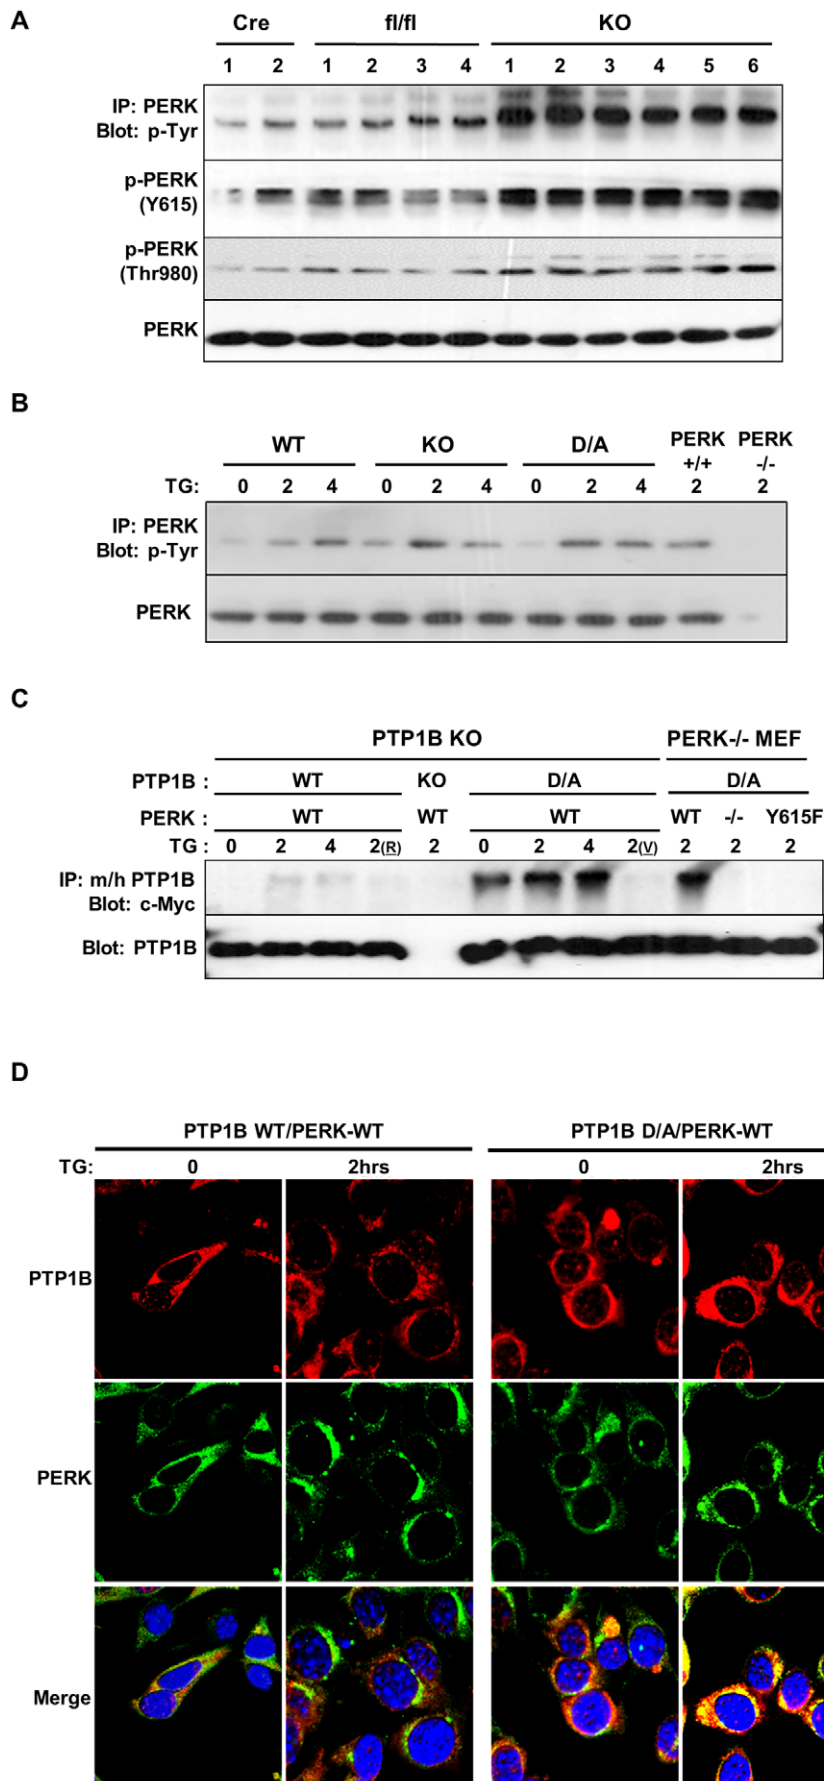 A
Cre fl/fl KO
1 2 1 2 3 4 1 2 3 4 5 6
IP: PERK
Blot: p-Tyr
p-PERK
(Y615)
p-PERK
(Thr980)
PERK
B
WT KO D/A PERK +/+ PERK -/-
TG: 0 2 4 0 2 4 0 2 4 2 2
IP: PERK
Blot: p-Tyr
PERK
C
PTP1B KO PERK-/- MEF
PTP1B : WT KO D/A D/A
PERK : WT WT WT WT -/- Y615F
TG : 0 2 4 2(R) 2 0 2 4 2(V) 2 2 2
IP: m/h PTP1B
Blot: c-Myc
Blot: PTP1B
D
PTP1B WT/PERK-WT PTP1B D/A/PERK-WT
TG: 0 2hrs 0 2hrs
PTP1B
PERK
Merge